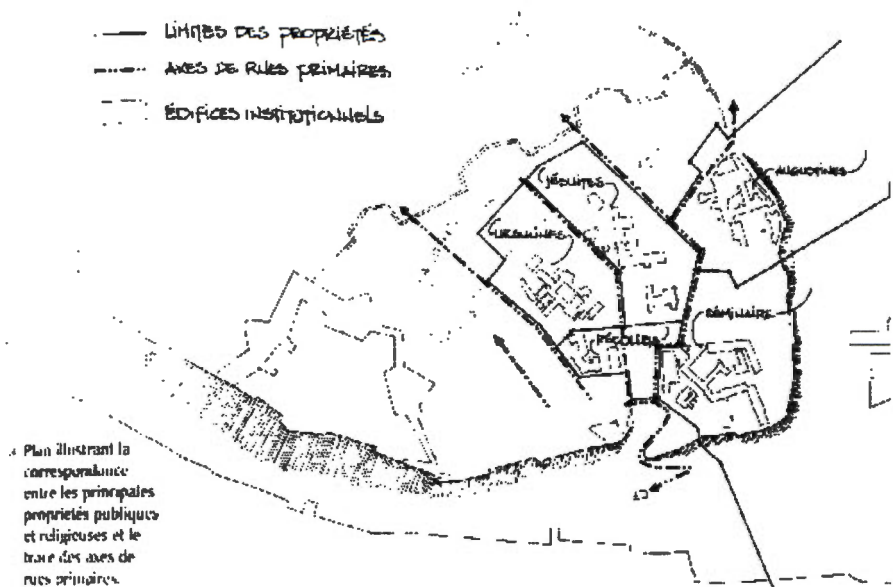 LIMITES DES PROPRIÉTÉS
AXES DE RUES PRIMAIRES
ÉDIFICES INSTITUTIONNELS
JÉSUITES
AUGUSTINES
URSULINES
RÉCOLLETS
SÉMINAIRE
Plan illustrant la
correspondance
entre les principales
propriétés publiques
et religieuses et le
tracé des axes de
rues primaires.